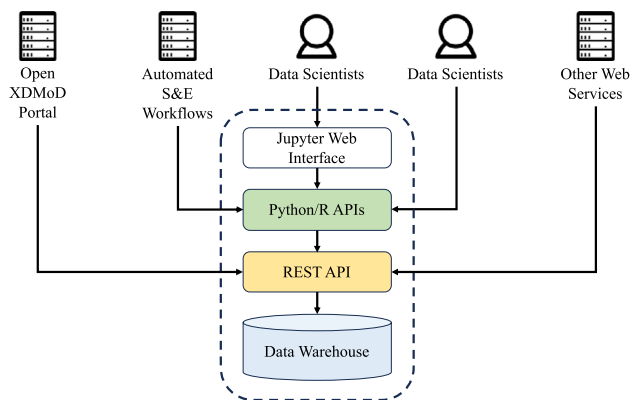 Open
XDMoD
Portal
Automated
S&E
Workflows
Data Scientists
Data Scientists
Other Web
Services
Jupyter Web
Interface
Python/R APIs
REST API
Data Warehouse